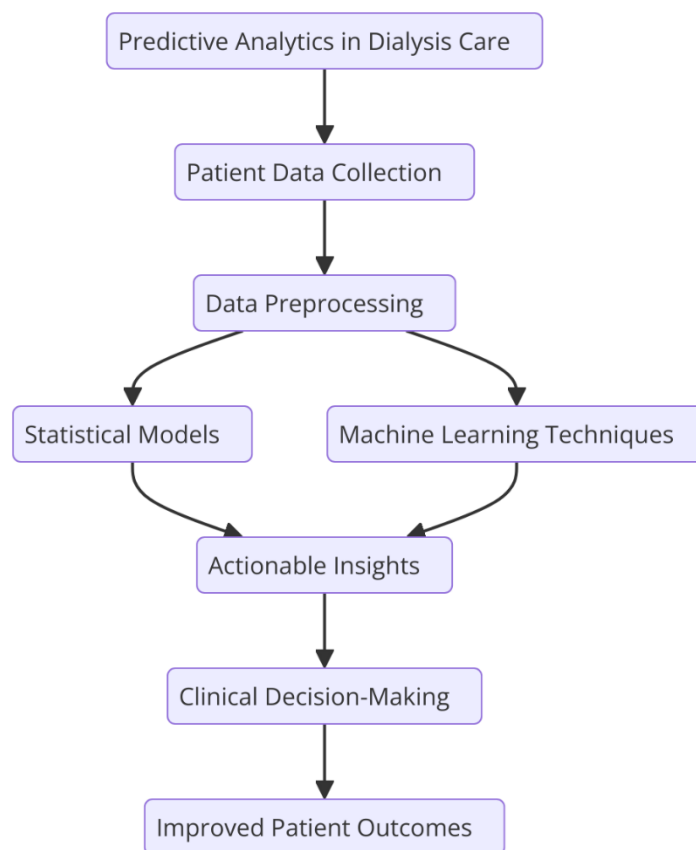 Predictive Analytics in Dialysis Care
Patient Data Collection
Data Preprocessing
Statistical Models
Machine Learning Techniques
Actionable Insights
Clinical Decision-Making
Improved Patient Outcomes